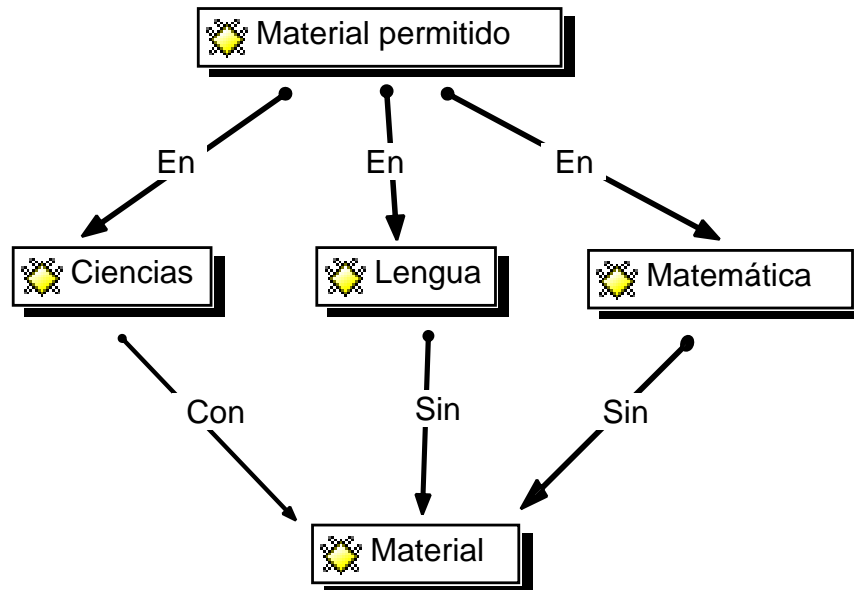 Material permitido
En
En
En
Ciencias
Lengua
Matemática
Con
Sin
Sin
Material